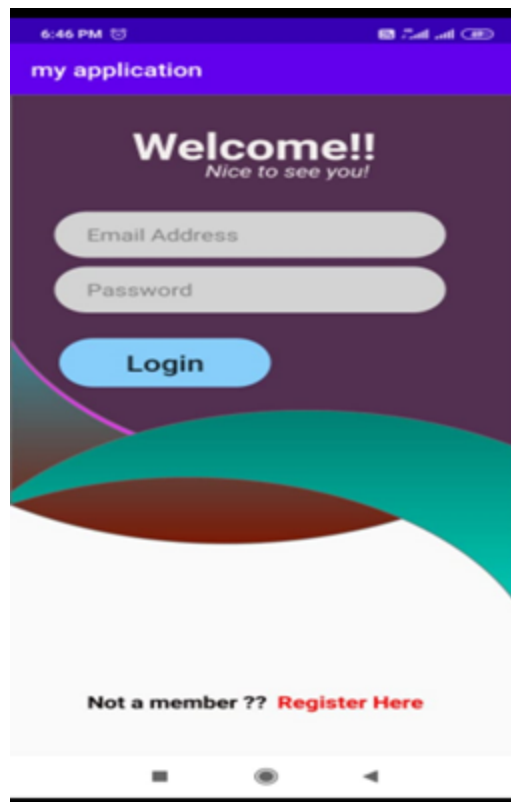 6:46 PM
my application
Welcome!!
Nice to see you!
Email Address
Password
Login
Not a member ?? Register Here